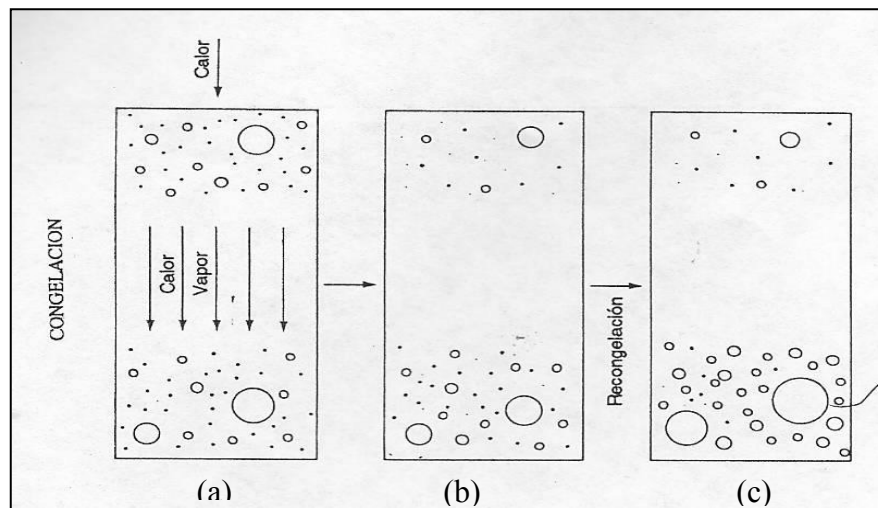 Calor
CONGELACION
Calor
Vapor
Recongelación
(a)
(b)
(c)